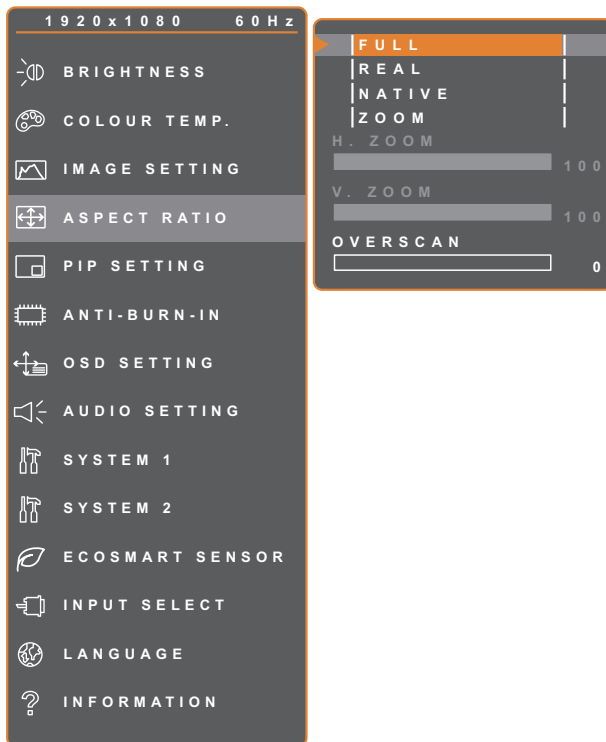 1920x1080 60Hz
BRIGHTNESS
COLOUR TEMP.
IMAGE SETTING
ASPECT RATIO
PIP SETTING
ANTI-BURN-IN
OSD SETTING
AUDIO SETTING
SYSTEM 1
SYSTEM 2
ECOSMART SENSOR
INPUT SELECT
LANGUAGE
INFORMATION
FULL
REAL
NATIVE
ZOOM
H. ZOOM
100
V. ZOOM
100
OVERSCAN
0